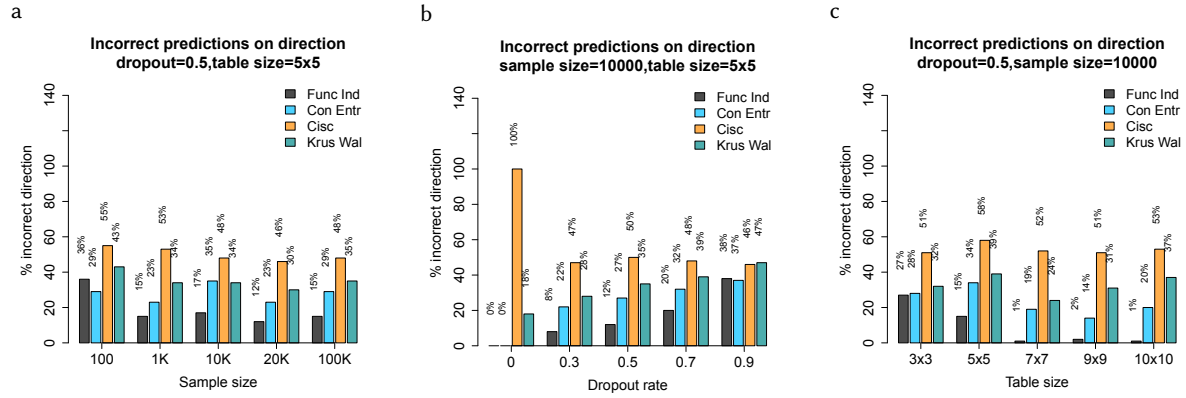 a
Incorrect predictions on direction
dropout=0.5,table size=5x5
% incorrect direction
0 20 40 60 80 100 140
Func Ind
Con Entr
Cisc
Krus Wal
36% 29% 55% 43%
15% 23% 53% 34%
17% 35% 48% 34%
12% 23% 46% 30%
15% 29% 48% 35%
100 1K 10K 20K 100K
Sample size
b
Incorrect predictions on direction
sample size=10000,table size=5x5
% incorrect direction
0 20 40 60 80 100 140
Func Ind
Con Entr
Cisc
Krus Wal
0% 0% 100% 18%
8% 22% 47% 28%
12% 27% 50% 35%
20% 32% 48% 39%
38% 37% 46% 47%
0 0.3 0.5 0.7 0.9
Dropout rate
c
Incorrect predictions on direction
dropout=0.5,sample size=10000
% incorrect direction
0 20 40 60 80 100 140
Func Ind
Con Entr
Cisc
Krus Wal
27% 28% 51% 32%
15% 34% 58% 39%
1% 19% 52% 24%
2% 14% 51% 31%
1% 20% 53% 37%
3x3 5x5 7x7 9x9 10x10
Table size